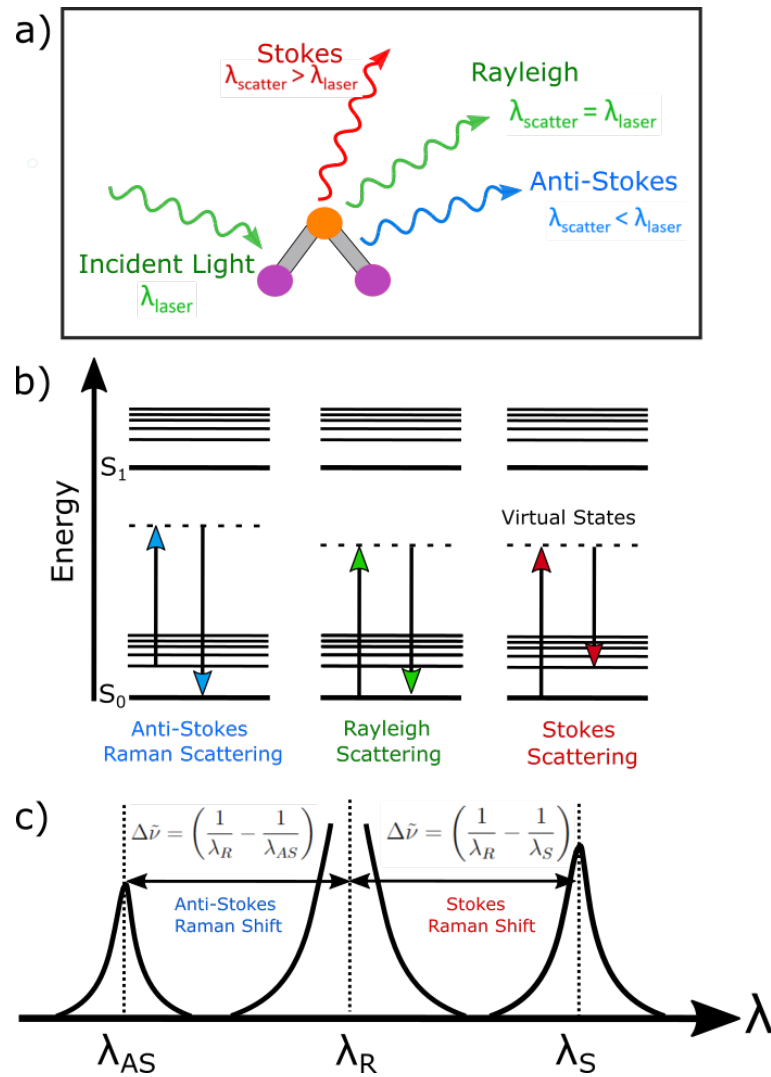 a)
Stokes
λscatter > λlaser
Rayleigh
λscatter = λlaser
Anti-Stokes
λscatter < λlaser
Incident Light
λlaser
b)
Energy
S1
S0
Virtual States
Anti-Stokes
Raman Scattering
Rayleigh
Scattering
Stokes
Scattering
c)
Δν̃ = (1/λR − 1/λAS)
Δν̃ = (1/λR − 1/λS)
Anti-Stokes
Raman Shift
Stokes
Raman Shift
λAS
λR
λS
λ